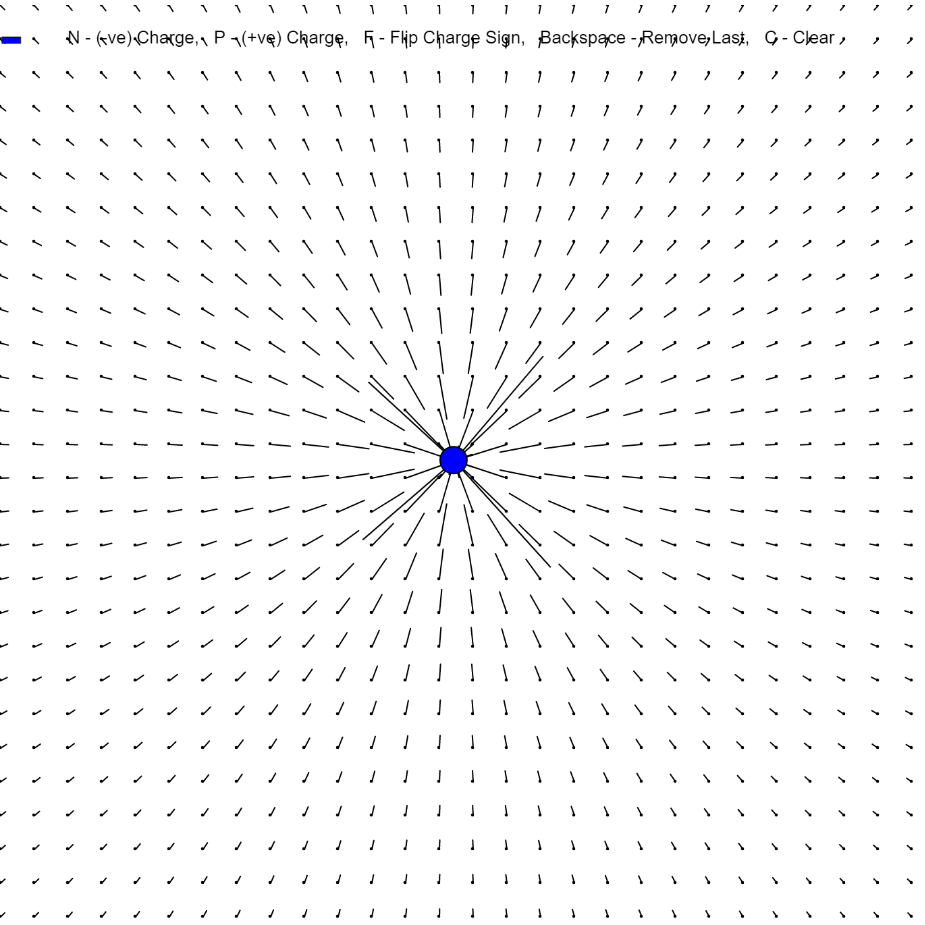 N - (-ve) Charge,   P - (+ve) Charge,   F - Flip Charge Sign,   Backspace - Remove Last,   C - Clear